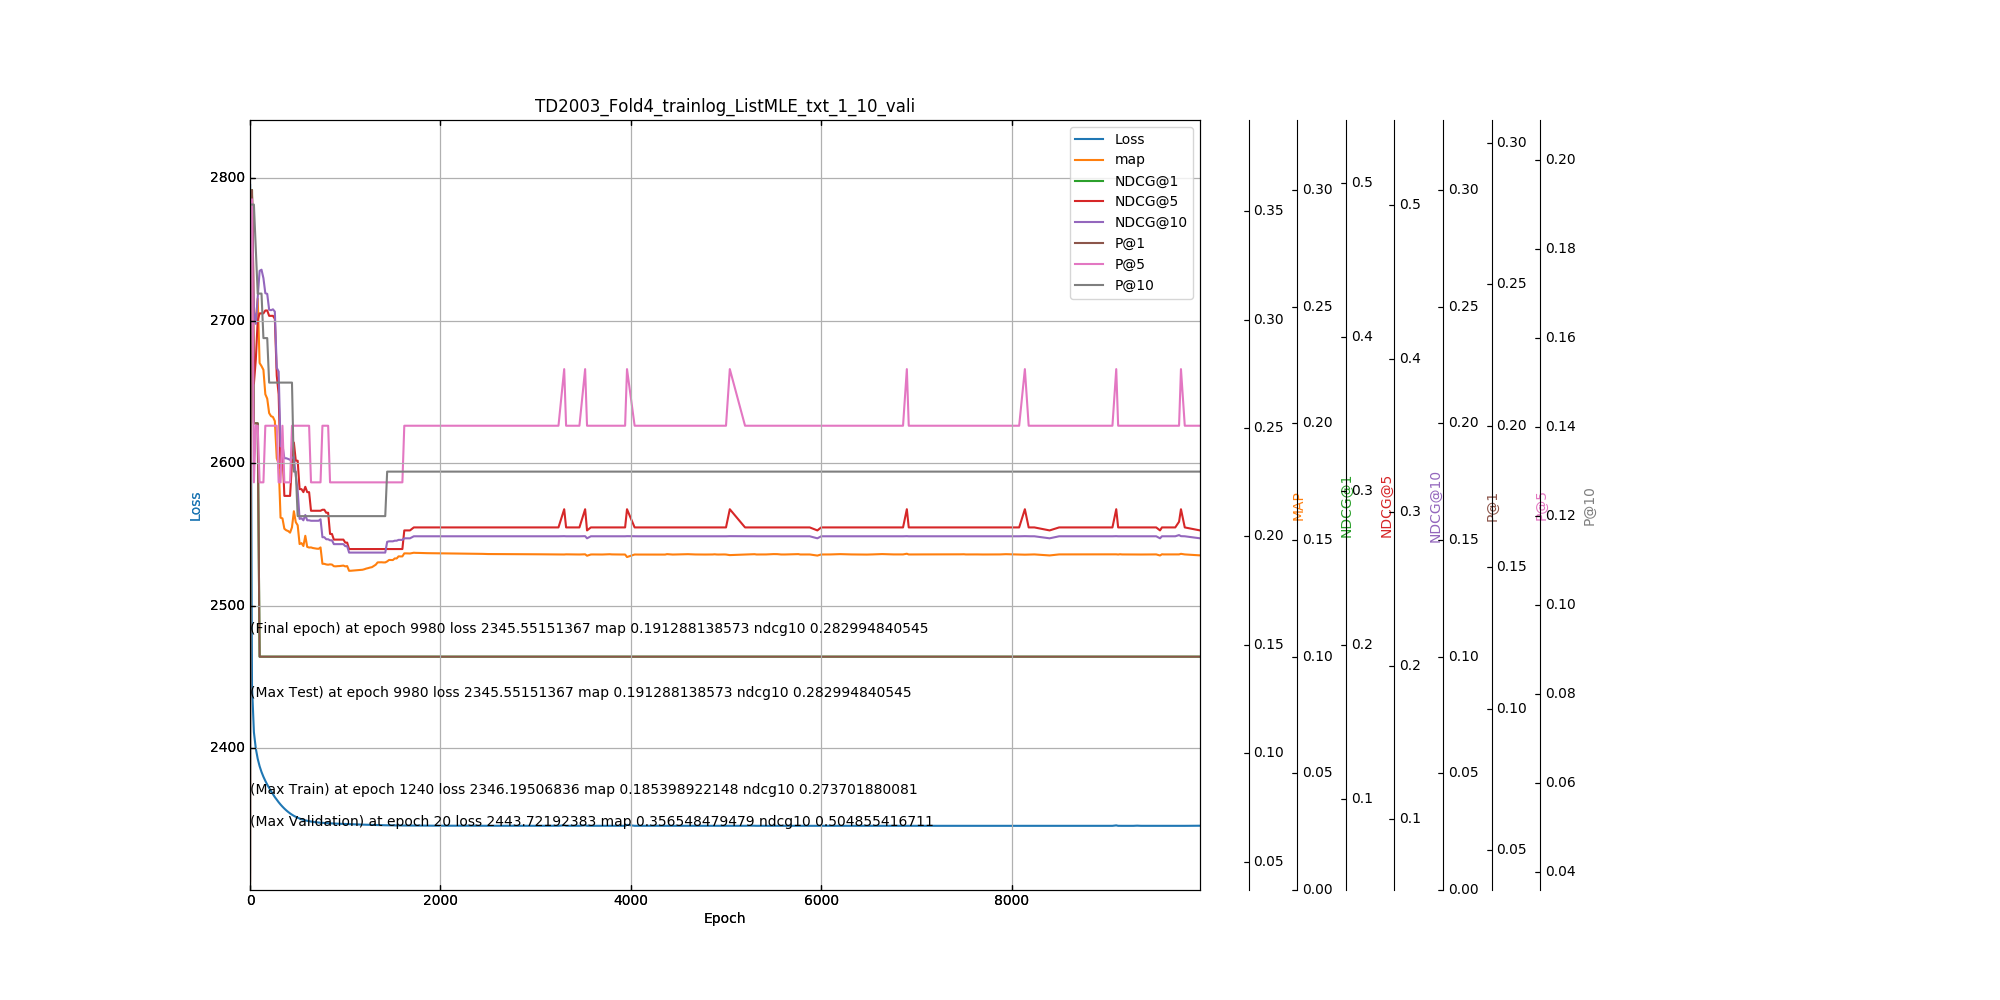 TD2003_Fold4_trainlog_ListMLE_txt_1_10_vali
Loss
map
NDCG@1
NDCG@5
NDCG@10
P@1
P@5
P@10
2800
2700
2600
2500
2400
Loss
(Final epoch) at epoch 9980 loss 2345.55151367 map 0.191288138573 ndcg10 0.282994840545
(Max Test) at epoch 9980 loss 2345.55151367 map 0.191288138573 ndcg10 0.282994840545
(Max Train) at epoch 1240 loss 2346.19506836 map 0.185398922148 ndcg10 0.273701880081
(Max Validation) at epoch 20 loss 2443.72192383 map 0.356548479479 ndcg10 0.504855416711
0 2000 4000 6000 8000
Epoch
0.35
0.30
0.25
0.20
0.15
0.10
0.05
MAP
0.30
0.25
0.20
0.15
0.10
0.05
0.00
NDCG@1
0.5
0.4
0.3
0.2
0.1
NDCG@5
0.5
0.4
0.3
0.2
0.1
NDCG@10
0.30
0.25
0.20
0.15
0.10
0.05
0.00
P@1
0.30
0.25
0.20
0.15
0.10
0.05
P@5
0.20
0.18
0.16
0.14
0.12
0.10
0.08
0.06
0.04
P@10